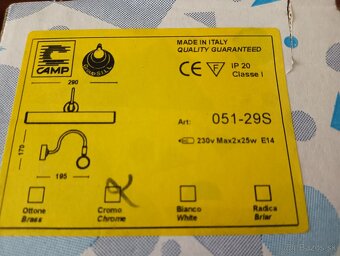 CAMP
MADE IN ITALY
QUALITY GUARANTEED
CE F IP 20
Classe I
290
170
195
Art: 051-29S
230v Max2x25w E14
Ottone
Brass
Cromo
Chrome
Bianco
White
Radica
Briar